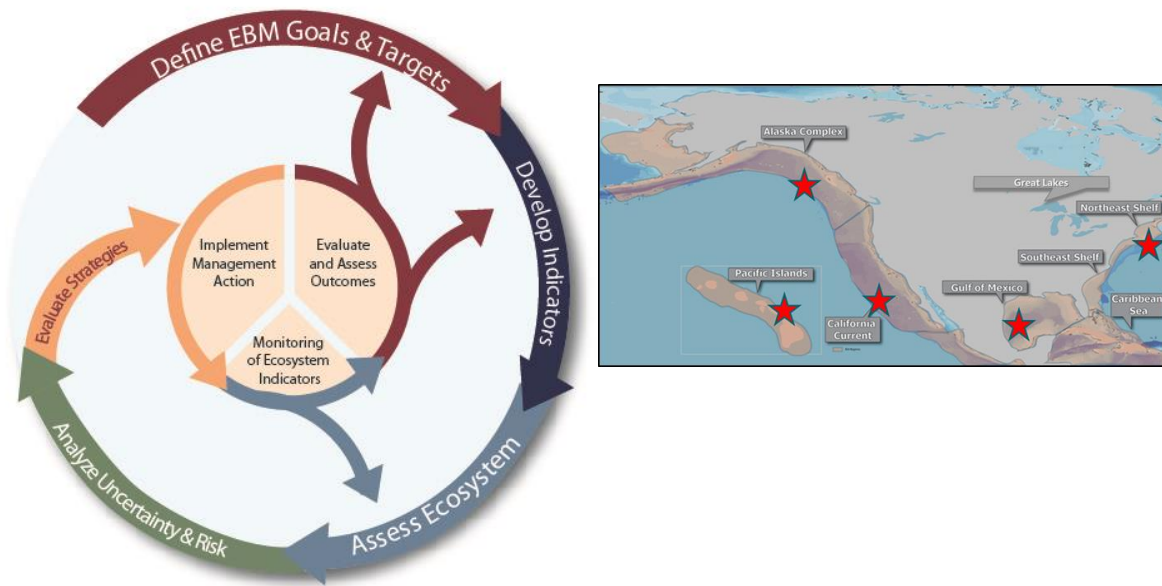 Define EBM Goals & Targets
Develop Indicators
Assess Ecosystem
Analyze Uncertainty & Risk
Evaluate Strategies
Implement
Management
Action
Evaluate
and Assess
Outcomes
Monitoring
of Ecosystem
Indicators
Alaska Complex
Great Lakes
Northeast Shelf
Southeast Shelf
Pacific Islands
Gulf of Mexico
California
Current
Caribbean
Sea